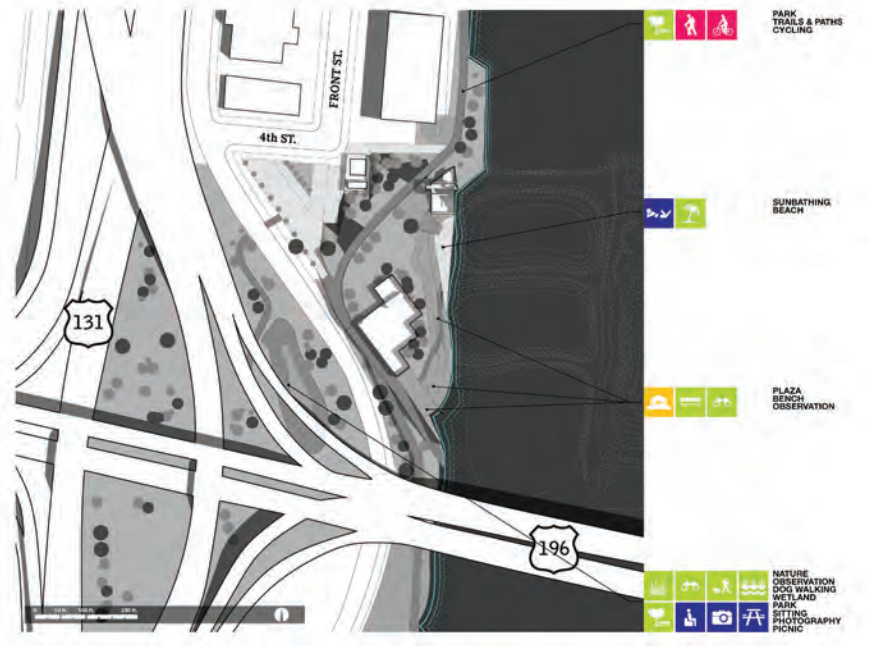 PARK
TRAILS & PATHS
CYCLING
FRONT ST.
4th ST.
SUNBATHING
BEACH
131
PLAZA
BENCH
OBSERVATION
196
NATURE
OBSERVATION
DOG WALKING
WETLAND
PARK
SITTING
PHOTOGRAPHY
PICNIC